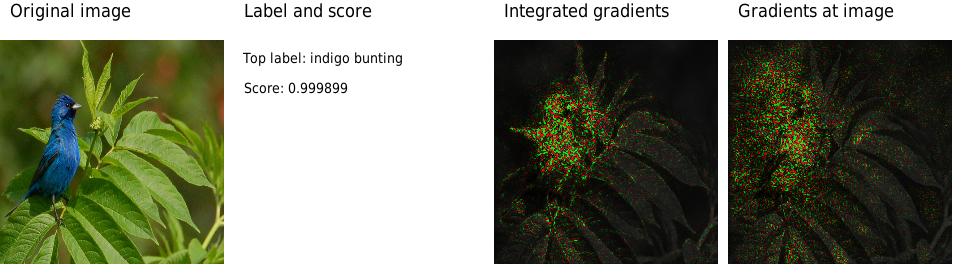 Original image
Label and score
Integrated gradients
Gradients at image
Top label: indigo bunting
Score: 0.999899